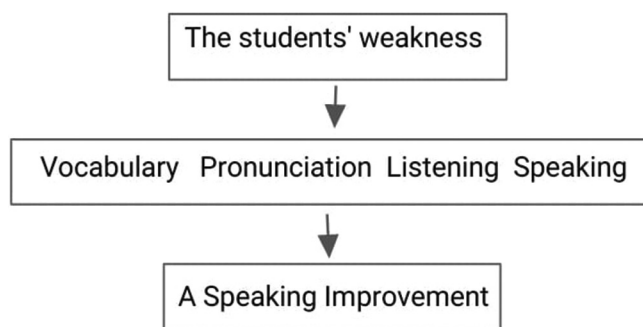 The students' weakness
Vocabulary Pronunciation Listening Speaking
A Speaking Improvement